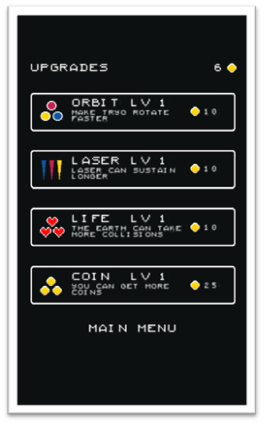 UPGRADES 6
ORBIT LV 1
MAKE TRYO ROTATE
FASTER
10
LASER LV 1
LASER CAN SUSTAIN
LONGER
10
LIFE LV 1
THE EARTH CAN TAKE
MORE COLLISIONS
10
COIN LV 1
YOU CAN GET MORE
COINS
25
MAIN MENU